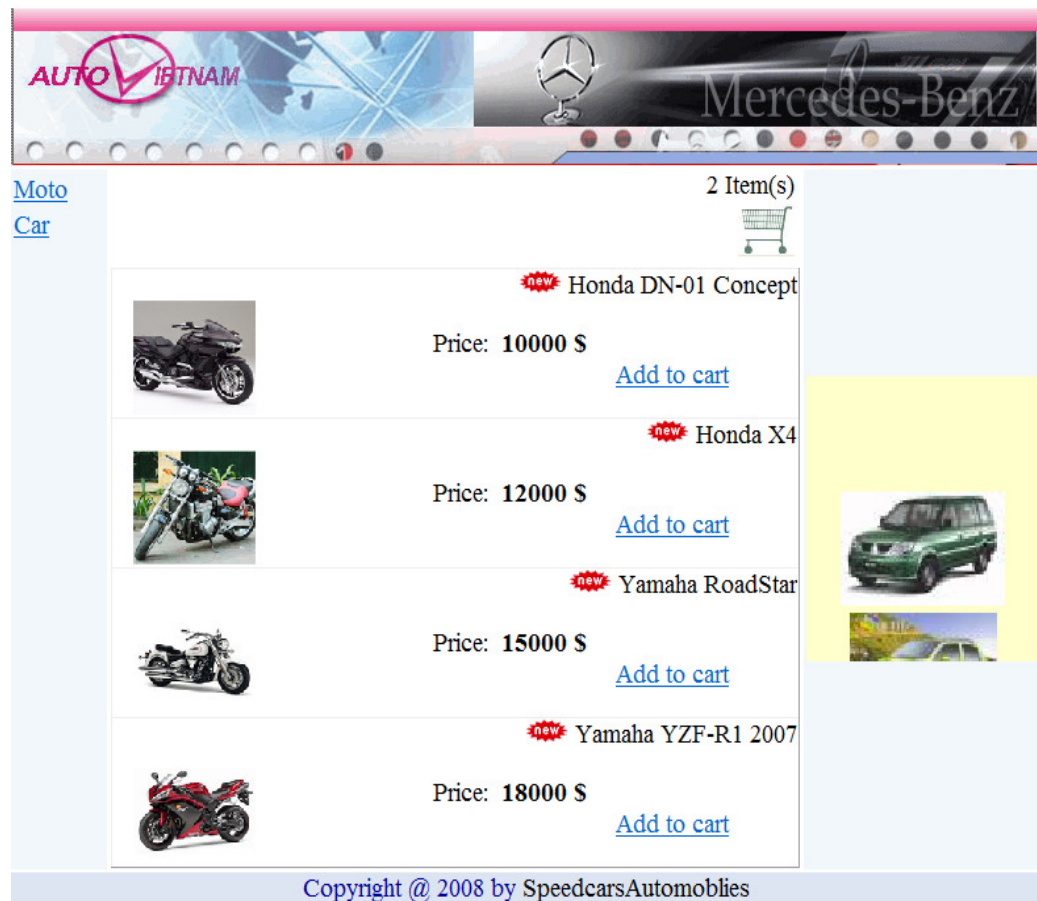 AUTO VIETNAM
Mercedes-Benz
Moto
Car
2 Item(s)
new Honda DN-01 Concept
Price: 10000 $
Add to cart
new Honda X4
Price: 12000 $
Add to cart
new Yamaha RoadStar
Price: 15000 $
Add to cart
new Yamaha YZF-R1 2007
Price: 18000 $
Add to cart
Copyright @ 2008 by SpeedcarsAutomoblies